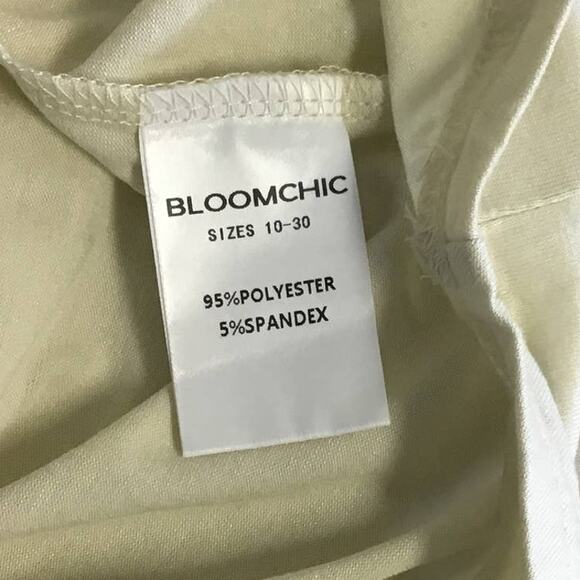 BLOOMCHIC
SIZES 10-30
95%POLYESTER
5%SPANDEX